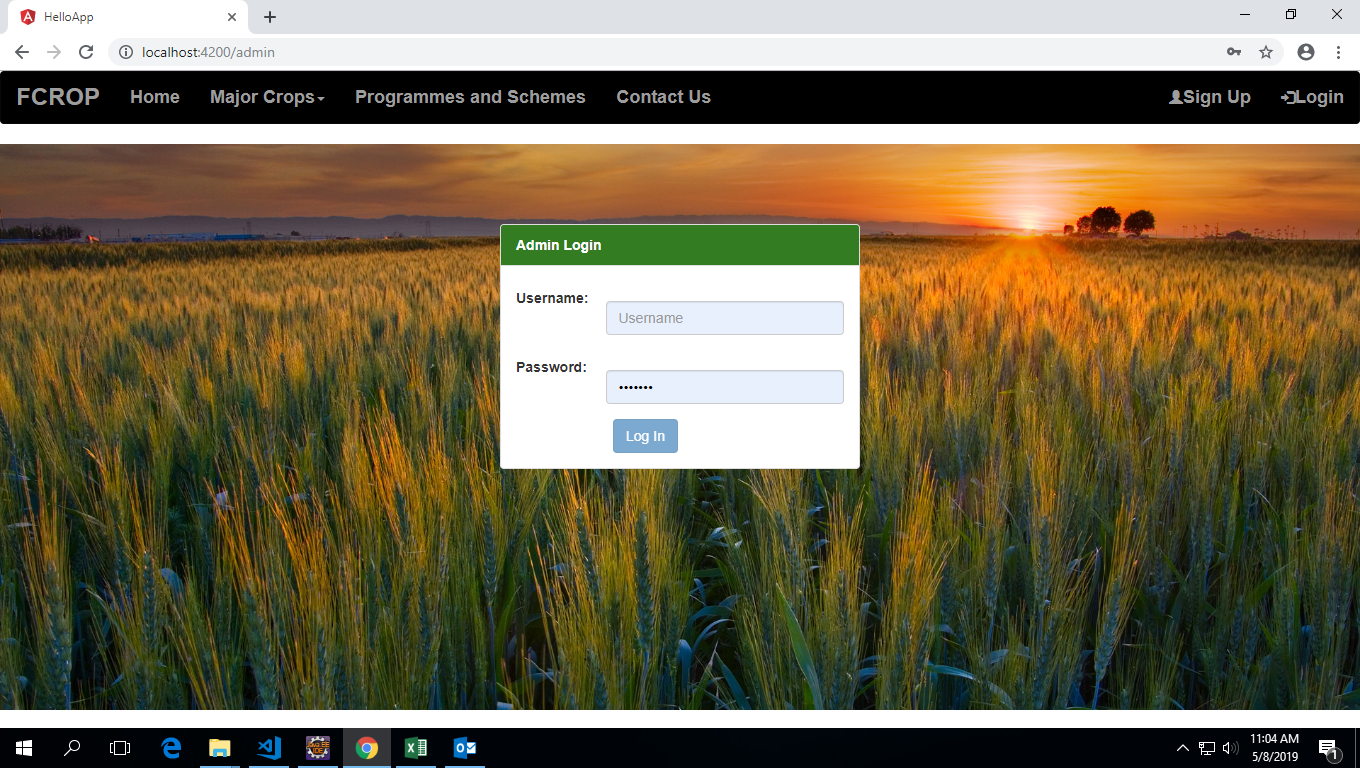 HelloApp
localhost:4200/admin
FCROP Home Major Crops Programmes and Schemes Contact Us Sign Up Login
Admin Login
Username:
Username
Password:
Log In
11:04 AM
5/8/2019
1